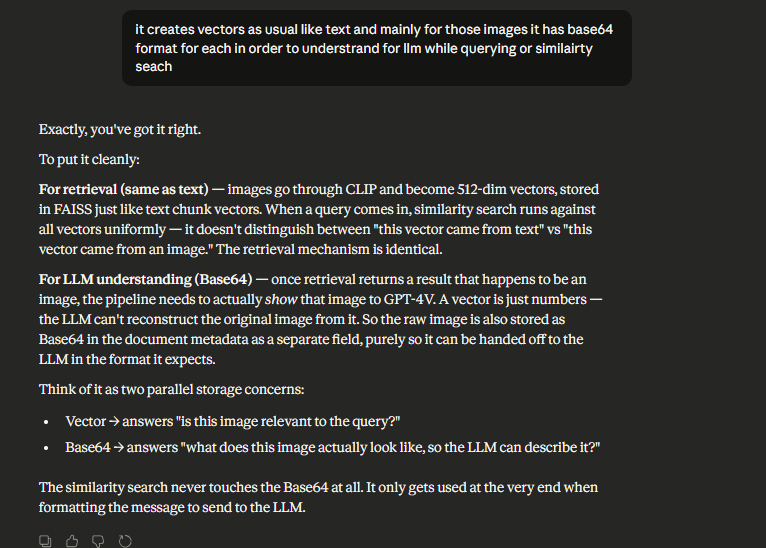 it creates vectors as usual like text and mainly for those images it has base64
format for each in order to understrand for llm while querying or similairty
seach
Exactly, you've got it right.
To put it cleanly:
For retrieval (same as text) — images go through CLIP and become 512-dim vectors, stored
in FAISS just like text chunk vectors. When a query comes in, similarity search runs against
all vectors uniformly — it doesn't distinguish between "this vector came from text" vs "this
vector came from an image." The retrieval mechanism is identical.
For LLM understanding (Base64) — once retrieval returns a result that happens to be an
image, the pipeline needs to actually show that image to GPT-4V. A vector is just numbers —
the LLM can't reconstruct the original image from it. So the raw image is also stored as
Base64 in the document metadata as a separate field, purely so it can be handed off to the
LLM in the format it expects.
Think of it as two parallel storage concerns:
• Vector → answers "is this image relevant to the query?"
• Base64 → answers "what does this image actually look like, so the LLM can describe it?"
The similarity search never touches the Base64 at all. It only gets used at the very end when
formatting the message to send to the LLM.